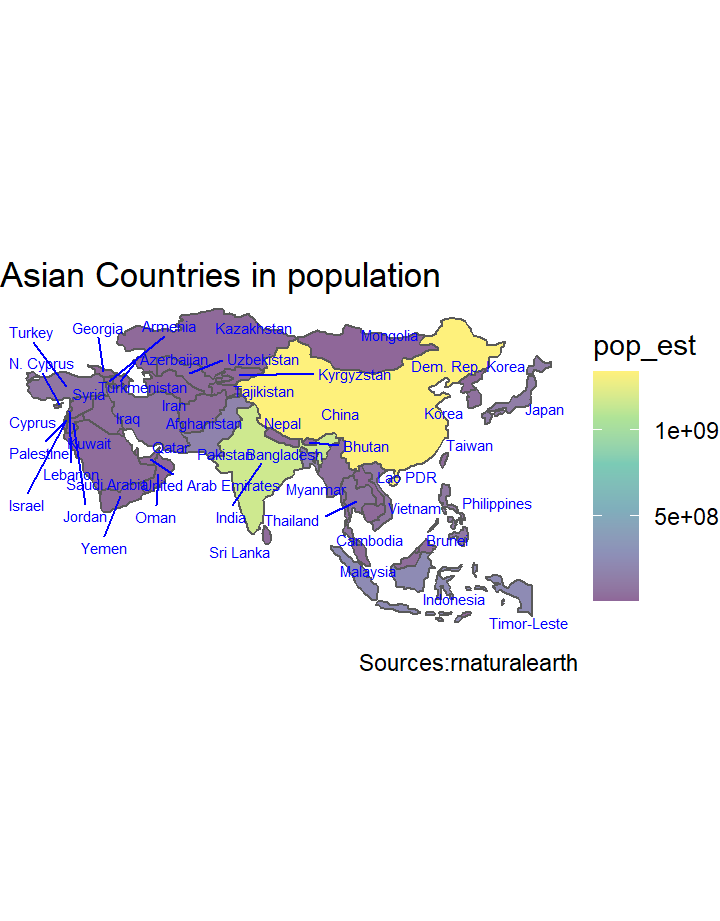 Asian Countries in population
Turkey
Georgia
Armenia
Kazakhstan
Mongolia
N. Cyprus
Azerbaijan
Uzbekistan
Dem. Rep. Korea
Kyrgyzstan
Syria
Turkmenistan
Tajikistan
Iran
China
Korea
Japan
Cyprus
Iraq
Afghanistan
Nepal
Kuwait
Qatar
Bhutan
Taiwan
Palestine
Pakistan
Bangladesh
Lebanon
Lao PDR
Saudi Arabia
United Arab Emirates
Myanmar
Israel
Philippines
Vietnam
Jordan
Oman
India
Thailand
Yemen
Sri Lanka
Cambodia
Brunei
Malaysia
Indonesia
Timor-Leste
pop_est
1e+09
5e+08
Sources:rnaturalearth